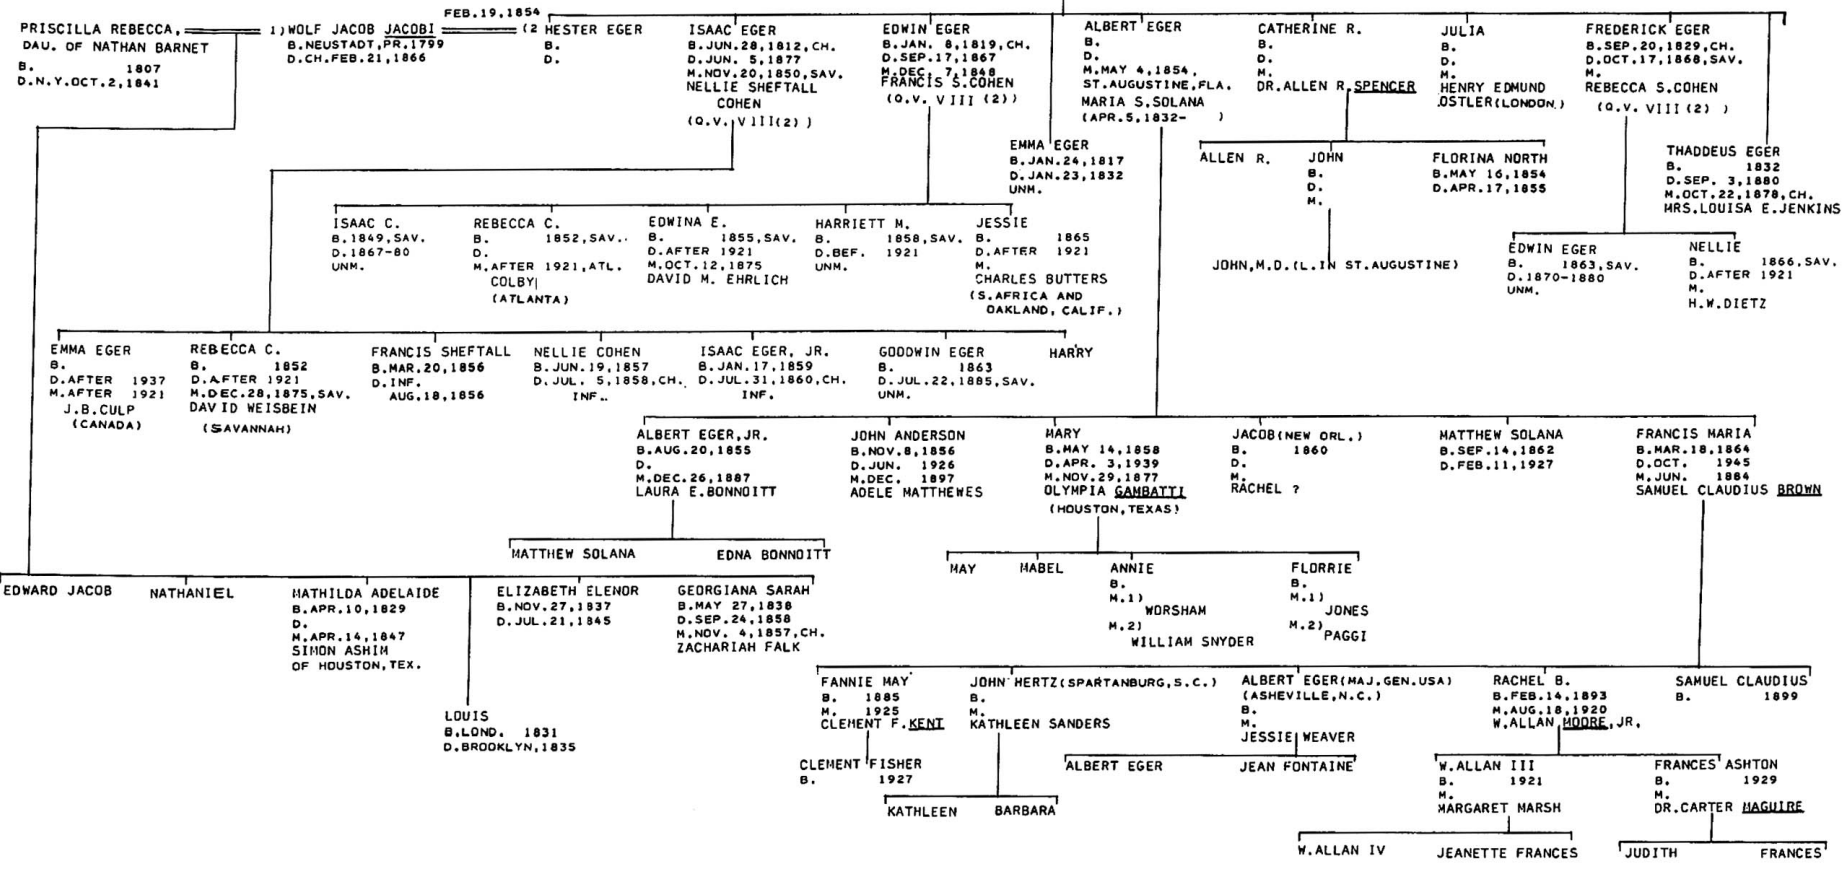 FEB.19,1854
PRISCILLA REBECCA,
DAU. OF NATHAN BARNET
B. 1807
D.N.Y.OCT.2,1841
1)WOLF JACOB JACOBI
B.NEUSTADT,PR.1799
D.CH.FEB.21,1866
(2 HESTER EGER
B.
D.
ISAAC EGER
B.JUN.28,1812,CH.
D.JUN. 5,1877
M.NOV.20,1850,SAV.
NELLIE SHEFTALL
COHEN
(Q.V. VIII(2) )
EDWIN EGER
B.JAN. 8,1819,CH.
D.SEP.17,1867
M.DEC. 7,1848
FRANCIS S.COHEN
(Q.V. VIII (2))
ALBERT EGER
B.
D.
M.MAY 4,1854,
ST.AUGUSTINE,FLA.
MARIA S.SOLANA
(APR.5,1832- )
CATHERINE R.
B.
D.
M.
DR.ALLEN R.SPENCER
JULIA
B.
D.
M.
HENRY EDMUND
OSTLER(LONDON.)
FREDERICK EGER
B.SEP.20,1829,CH.
D.OCT.17,1868,SAV.
M.
REBECCA S.COHEN
(Q.V. VIII (2) )
EMMA EGER
B.JAN.24,1817
D.JAN.23,1832
UNM.
ALLEN R.
JOHN
B.
D.
M.
FLORINA NORTH
B.MAY 16,1854
D.APR.17,1855
THADDEUS EGER
B. 1832
D.SEP. 3,1880
M.OCT.22,1878,CH.
MRS.LOUISA E.JENKINS
ISAAC C.
B.1849,SAV.
D.1867-80
UNM.
REBECCA C.
B. 1852,SAV..
D.
M.AFTER 1921,ATL.
COLBY
(ATLANTA)
EDWINA E.
B. 1855,SAV.
D.AFTER 1921
M.OCT.12,1875
DAVID M. EHRLICH
HARRIETT M.
B. 1858,SAV.
D.BEF. 1921
UNM.
JESSIE
B. 1865
D.AFTER 1921
M.
CHARLES BUTTERS
(S.AFRICA AND
OAKLAND, CALIF.)
JOHN,M.D.(L.IN ST.AUGUSTINE)
EDWIN EGER
B. 1863,SAV.
D.1870-1880
UNM.
NELLIE
B. 1866,SAV.
D.AFTER 1921
M.
H.W.DIETZ
EMMA EGER
B.
D.AFTER 1937
M.AFTER 1921
J.B.CULP
(CANADA)
REBECCA C.
B. 1852
D.AFTER 1921
M.DEC.28,1875,SAV.
DAVID WEISBEIN
(SAVANNAH)
FRANCIS SHEFTALL
B.MAR.20,1856
D.INF.
AUG.18,1856
NELLIE COHEN
B.JUN.19,1857
D.JUL. 5,1858,CH.
INF..
ISAAC EGER, JR.
B.JAN.17,1859
D.JUL.31,1860,CH.
INF.
GOODWIN EGER
B. 1863
D.JUL.22,1885,SAV.
UNM.
HARRY
ALBERT EGER,JR.
B.AUG.20,1855
D.
M.DEC.26,1887
LAURA E.BONNOITT
JOHN ANDERSON
B.NOV.8,1856
D.JUN. 1926
M.DEC. 1897
ADELE MATTHEWES
MARY
B.MAY 14,1858
D.APR. 3,1939
M.NOV.29,1877
OLYMPIA GAMBATTI
(HOUSTON,TEXAS)
JACOB(NEW ORL.)
B. 1860
D.
M.
RACHEL ?
MATTHEW SOLANA
B.SEP.14,1862
D.FEB.11,1927
FRANCIS MARIA
B.MAR.18,1864
D.OCT. 1945
M.JUN. 1884
SAMUEL CLAUDIUS BROWN
MATTHEW SOLANA
EDNA BONNOITT
MAY
MABEL
ANNIE
B.
M.1)
WORSHAM
M.2)
WILLIAM SNYDER
FLORRIE
B.
M.1)
JONES
M.2)
PAGGI
EDWARD JACOB
NATHANIEL
MATHILDA ADELAIDE
B.APR.10,1829
D.
M.APR.14,1847
SIMON ASHIM
OF HOUSTON,TEX.
ELIZABETH ELENOR
B.NOV.27,1837
D.JUL.21,1845
GEORGIANA SARAH
B.MAY 27,1838
D.SEP.24,1858
M.NOV. 4,1857,CH.
ZACHARIAH FALK
LOUIS
B.LOND. 1831
D.BROOKLYN,1835
FANNIE MAY
B. 1885
M. 1925
CLEMENT F.KENT
JOHN HERTZ(SPARTANBURG,S.C.)
B.
M.
KATHLEEN SANDERS
ALBERT EGER(MAJ.GEN.USA)
(ASHEVILLE,N.C.)
B.
M.
JESSIE WEAVER
RACHEL B.
B.FEB.14,1893
M.AUG.18,1920
W.ALLAN MOORE,JR.
SAMUEL CLAUDIUS
B. 1899
CLEMENT FISHER
B. 1927
KATHLEEN
BARBARA
ALBERT EGER
JEAN FONTAINE
W.ALLAN III
B. 1921
M.
MARGARET MARSH
FRANCES ASHTON
B. 1929
M.
DR.CARTER MAGUIRE
W.ALLAN IV
JEANETTE FRANCES
JUDITH
FRANCES